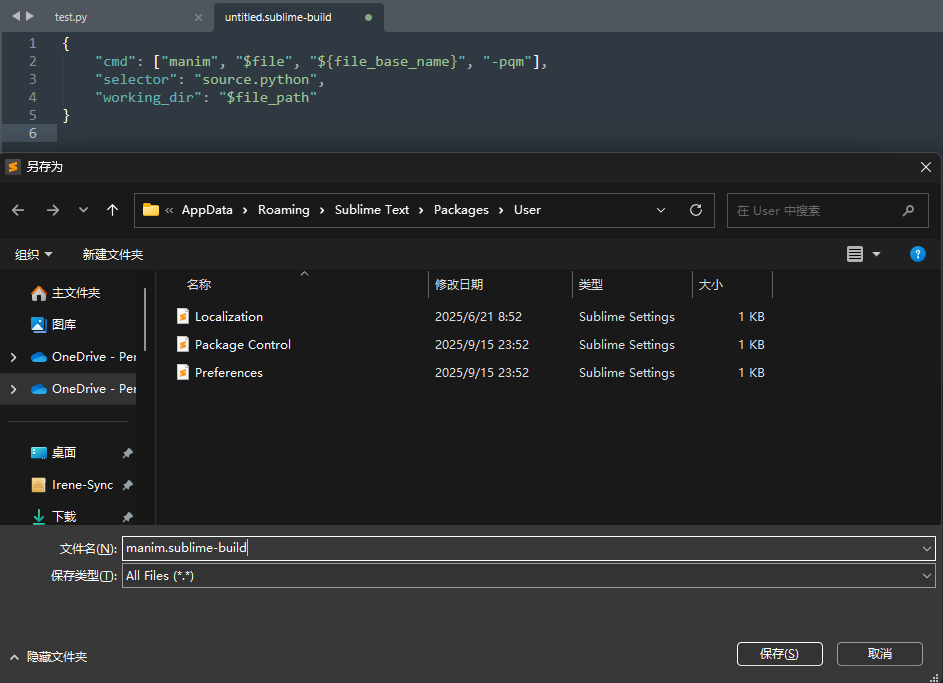 test.py
untitled.sublime-build
1 {
2 "cmd": ["manim", "$file", "${file_base_name}", "-pqm"],
3 "selector": "source.python",
4 "working_dir": "$file_path"
5 }
6
另存为
« AppData › Roaming › Sublime Text › Packages › User
在 User 中搜索
组织 新建文件夹
名称 修改日期 类型 大小
主文件夹
图库
OneDrive - Per
OneDrive - Per
桌面
Irene-Sync
下载
Localization 2025/6/21 8:52 Sublime Settings 1 KB
Package Control 2025/9/15 23:52 Sublime Settings 1 KB
Preferences 2025/9/15 23:52 Sublime Settings 1 KB
文件名(N): manim.sublime-build
保存类型(T): All Files (*.*)
隐藏文件夹
保存(S) 取消